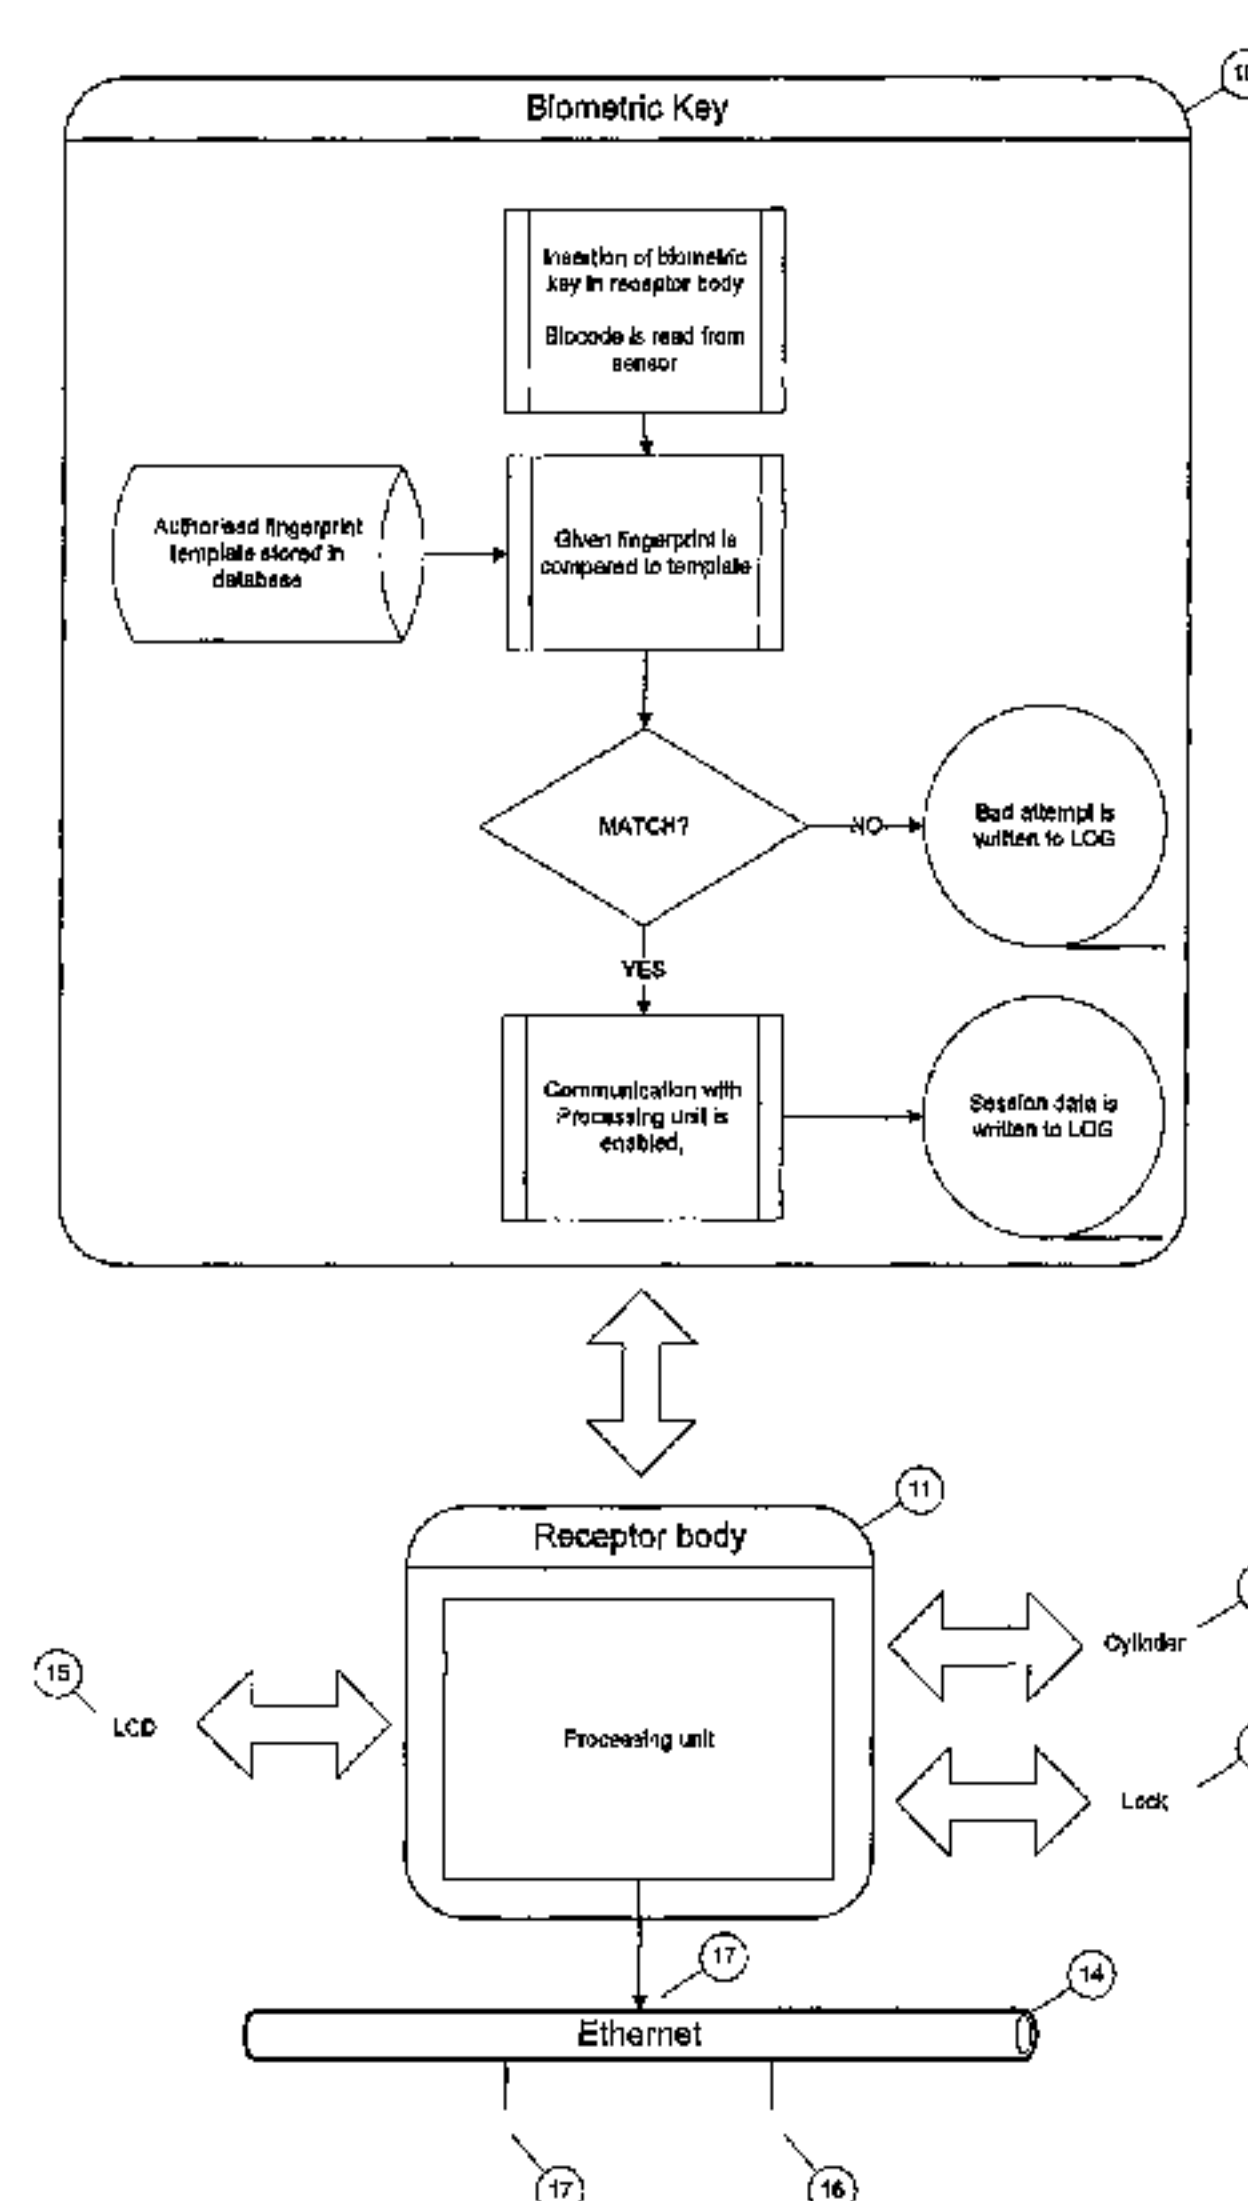 Biometric Key
Insertion of biometric
key in receptor body
Biocode is read from
sensor
Authorised fingerprint
template stored in
database
Given fingerprint is
compared to template
MATCH?
NO
Bad attempt is
written to LOG
YES
Communication with
Processing unit is
enabled,
Session data is
written to LOG
11
Receptor body
Cylinder
15
LCD
Processing unit
Lock
17
14
Ethernet
17
16